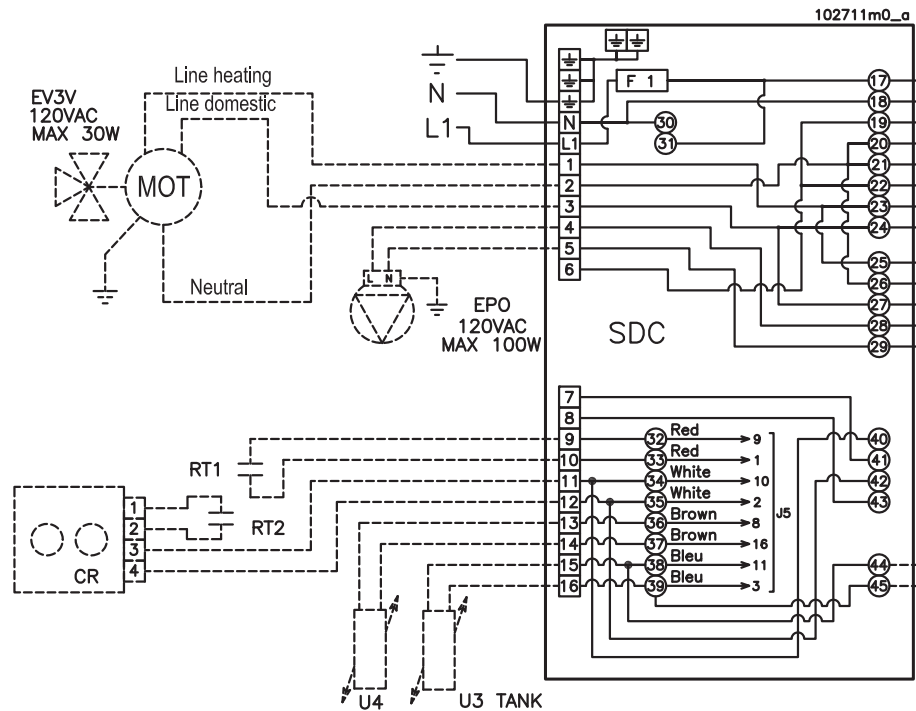 102711m0_a
Line heating
Line domestic
EV3V
120VAC
MAX 30W
MOT
Neutral
N
L1
N
L1
1
2
3
4
5
6
F 1
30
31
17
18
19
20
21
22
23
24
25
26
27
28
29
L N
EPO
120VAC
MAX 100W
SDC
7
8
9
10
11
12
13
14
15
16
32 Red 9
33 Red 1
34 White 10
35 White 2
36 Brown 8
37 Brown 16
38 Bleu 11
39 Bleu 3
J5
40
41
42
43
44
45
RT1
RT2
1
2
3
4
CR
U4
U3 TANK